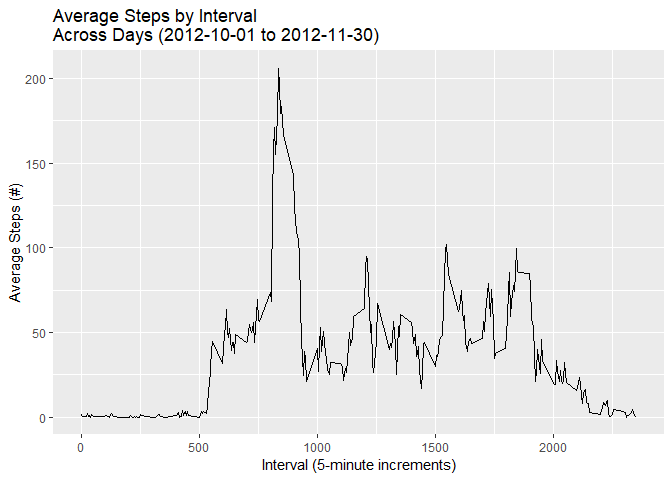 Average Steps by Interval
Across Days (2012-10-01 to 2012-11-30)
200
150
100
50
0
Average Steps (#)
0 500 1000 1500 2000
Interval (5-minute increments)